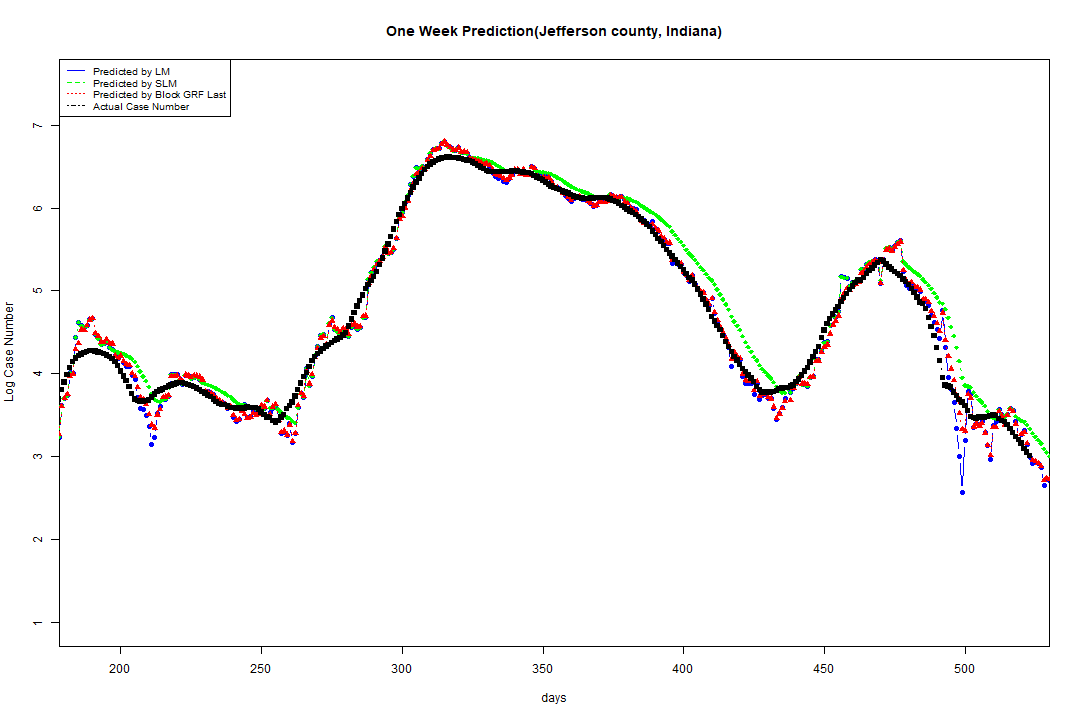 One Week Prediction(Jefferson county, Indiana)
Predicted by LM
Predicted by SLM
Predicted by Block GRF Last
Actual Case Number
7
6
5
4
3
2
1
Log Case Number
200 250 300 350 400 450 500
days